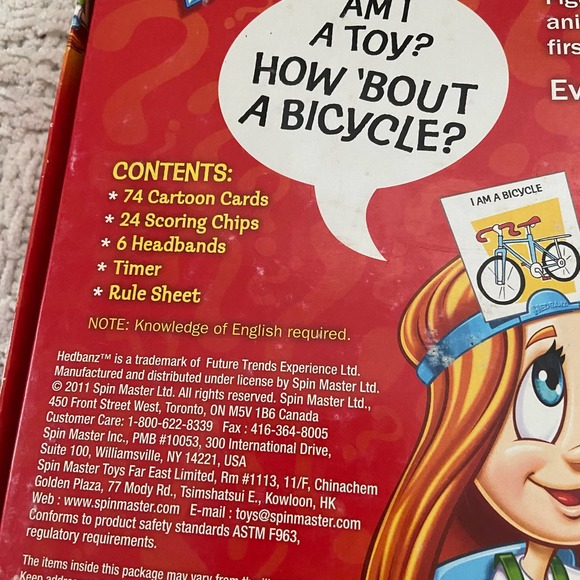 AM I
A TOY?
HOW 'BOUT
A BICYCLE?
first
Ev
I AM A BICYCLE
CONTENTS:
* 74 Cartoon Cards
* 24 Scoring Chips
* 6 Headbands
* Timer
* Rule Sheet
NOTE: Knowledge of English required.
Hedbanz™ is a trademark of Future Trends Experience Ltd.
Manufactured and distributed under license by Spin Master Ltd.
© 2011 Spin Master Ltd. All rights reserved. Spin Master Ltd.,
450 Front Street West, Toronto, ON M5V 1B6 Canada
Customer Care: 1-800-622-8339 Fax : 416-364-8005
Spin Master Inc., PMB #10053, 300 International Drive,
Suite 100, Williamsville, NY 14221, USA
Spin Master Toys Far East Limited, Rm #1113, 11/F, Chinachem
Golden Plaza, 77 Mody Rd., Tsimshatsui E., Kowloon, HK
Web : www.spinmaster.com E-mail : toys@spinmaster.com
Conforms to product safety standards ASTM F963,
regulatory requirements.
The items inside this package may vary from the
Keep